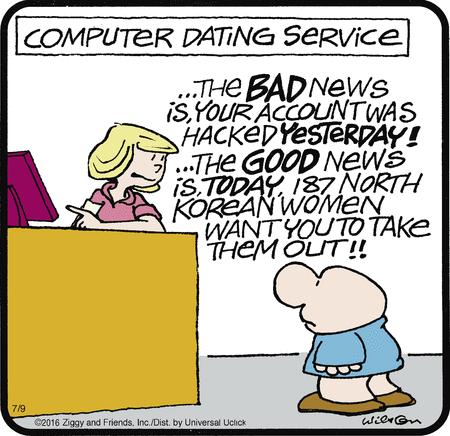 COMPUTER DATING SERVICE
...THE BAD NEWS
IS, YOUR ACCOUNT WAS
HACKED YESTERDAY!
...THE GOOD NEWS
IS, TODAY, 187 NORTH
KOREAN WOMEN
WANT YOU TO TAKE
THEM OUT!!
WILSON
7/9
©2016 Ziggy and Friends, Inc./Dist. by Universal Uclick